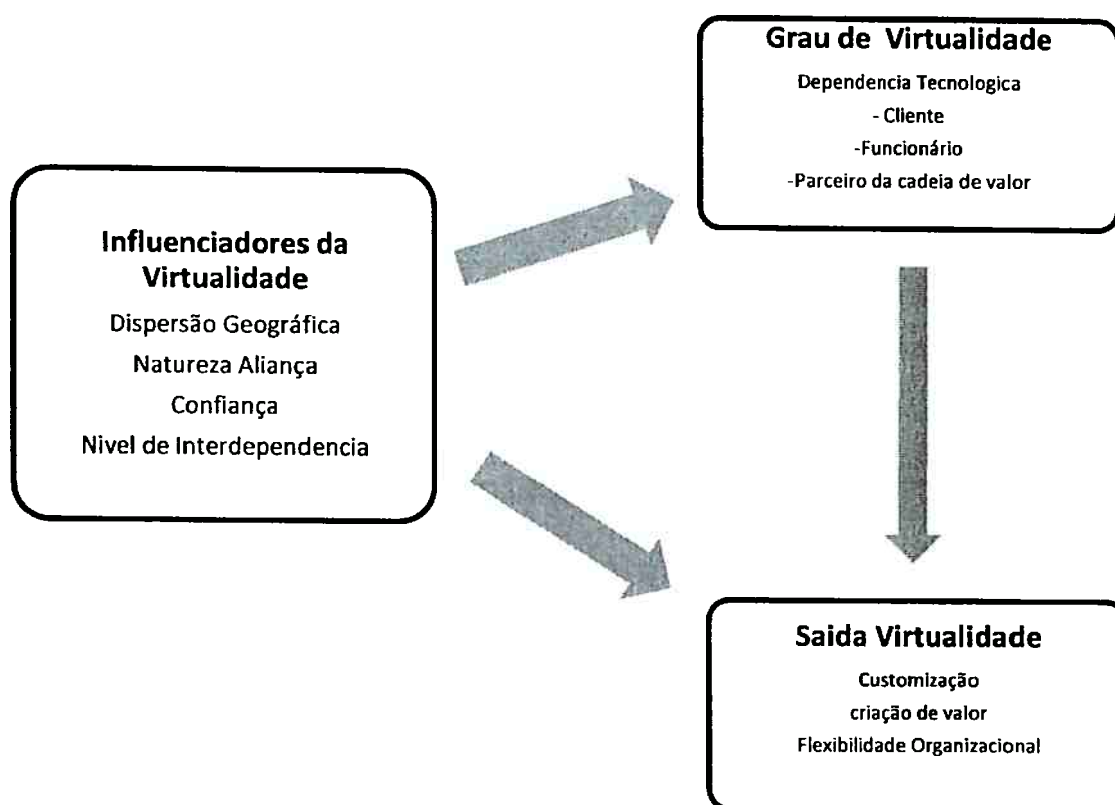 Grau de Virtualidade
Dependencia Tecnologica
- Cliente
-Funcionário
-Parceiro da cadeia de valor
Influenciadores da
Virtualidade
Dispersão Geográfica
Natureza Aliança
Confiança
Nivel de Interdependencia
Saida Virtualidade
Customização
criação de valor
Flexibilidade Organizacional